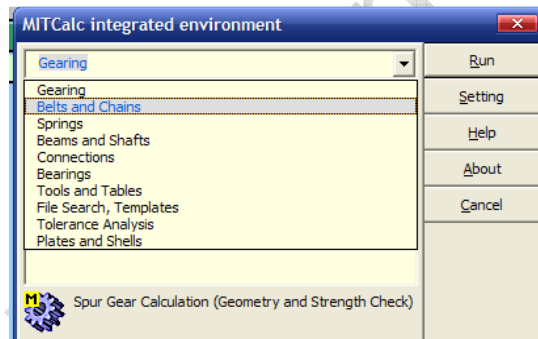 MITCalc integrated environment
Gearing
Run
Gearing
Belts and Chains
Springs
Beams and Shafts
Connections
Bearings
Tools and Tables
File Search, Templates
Tolerance Analysis
Plates and Shells
Setting
Help
About
Cancel
M
Spur Gear Calculation (Geometry and Strength Check)